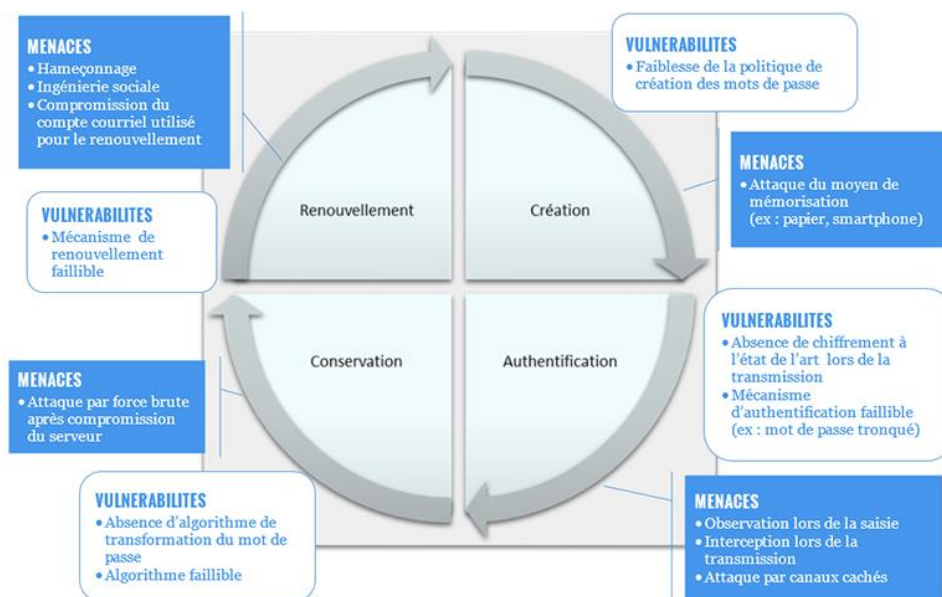 MENACES
• Hameçonnage
• Ingénierie sociale
• Compromission du
compte courriel utilisé
pour le renouvellement
VULNERABILITES
• Faiblesse de la politique de
création des mots de passe
MENACES
• Attaque du moyen de
mémorisation
(ex : papier, smartphone)
Renouvellement
Création
VULNERABILITES
• Mécanisme de
renouvellement
faillible
Conservation
Authentification
VULNERABILITES
• Absence de chiffrement à
l’état de l’art lors de la
transmission
• Mécanisme
d’authentification faillible
(ex : mot de passe tronqué)
MENACES
• Attaque par force brute
après compromission
du serveur
VULNERABILITES
• Absence d’algorithme de
transformation du mot de
passe
• Algorithme faillible
MENACES
• Observation lors de la saisie
• Interception lors de la
transmission
• Attaque par canaux cachés